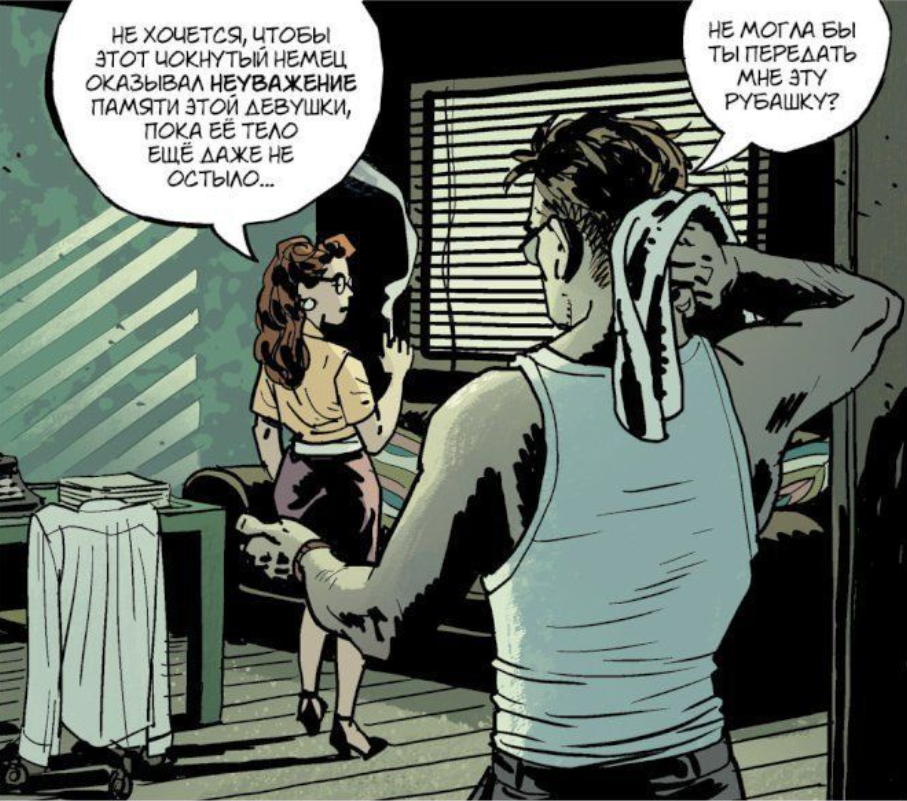 НЕ ХОЧЕТСЯ, ЧТОБЫ
ЭТОТ ЧОКНУТЫЙ НЕМЕЦ
ОКАЗЫВАЛ НЕУВАЖЕНИЕ
ПАМЯТИ ЭТОЙ ДЕВУШКИ,
ПОКА ЕЁ ТЕЛО
ЕЩЁ ДАЖЕ НЕ
ОСТЫЛО...
НЕ МОГЛА БЫ
ТЫ ПЕРЕДАТЬ
МНЕ ЭТУ
РУБАШКУ?